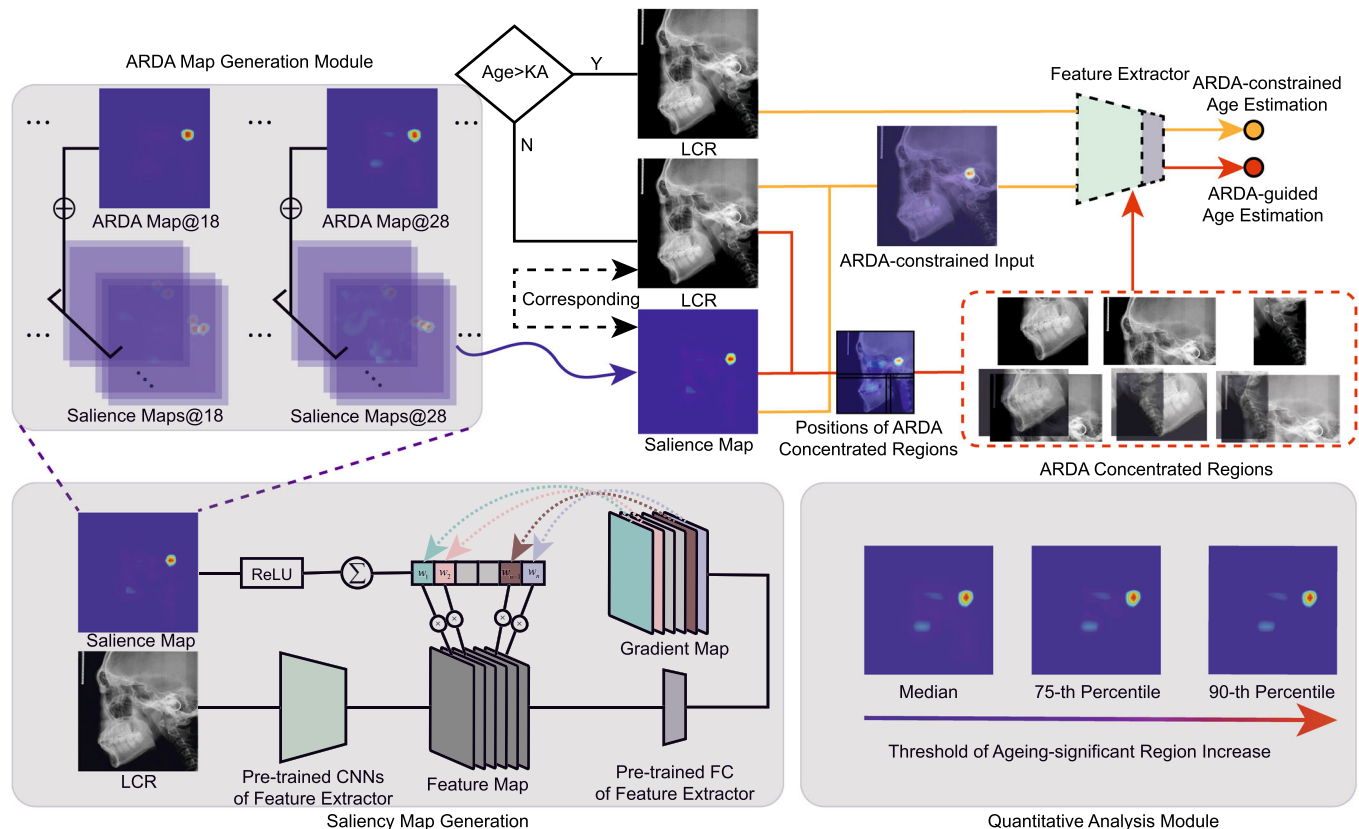 ARDA Map Generation Module
...
...
...
ARDA Map@18
ARDA Map@28
...
...
...
Salience Maps@18
Salience Maps@28
Age>KA
Y
N
LCR
LCR
Corresponding
Salience Map
ARDA-constrained Input
Positions of ARDA
Concentrated Regions
Feature Extractor
ARDA-constrained
Age Estimation
ARDA-guided
Age Estimation
ARDA Concentrated Regions
Salience Map
ReLU
Σ
w1
w2
wn
Gradient Map
LCR
Pre-trained CNNs
of Feature Extractor
Feature Map
Pre-trained FC
of Feature Extractor
Saliency Map Generation
Median
75-th Percentile
90-th Percentile
Threshold of Ageing-significant Region Increase
Quantitative Analysis Module